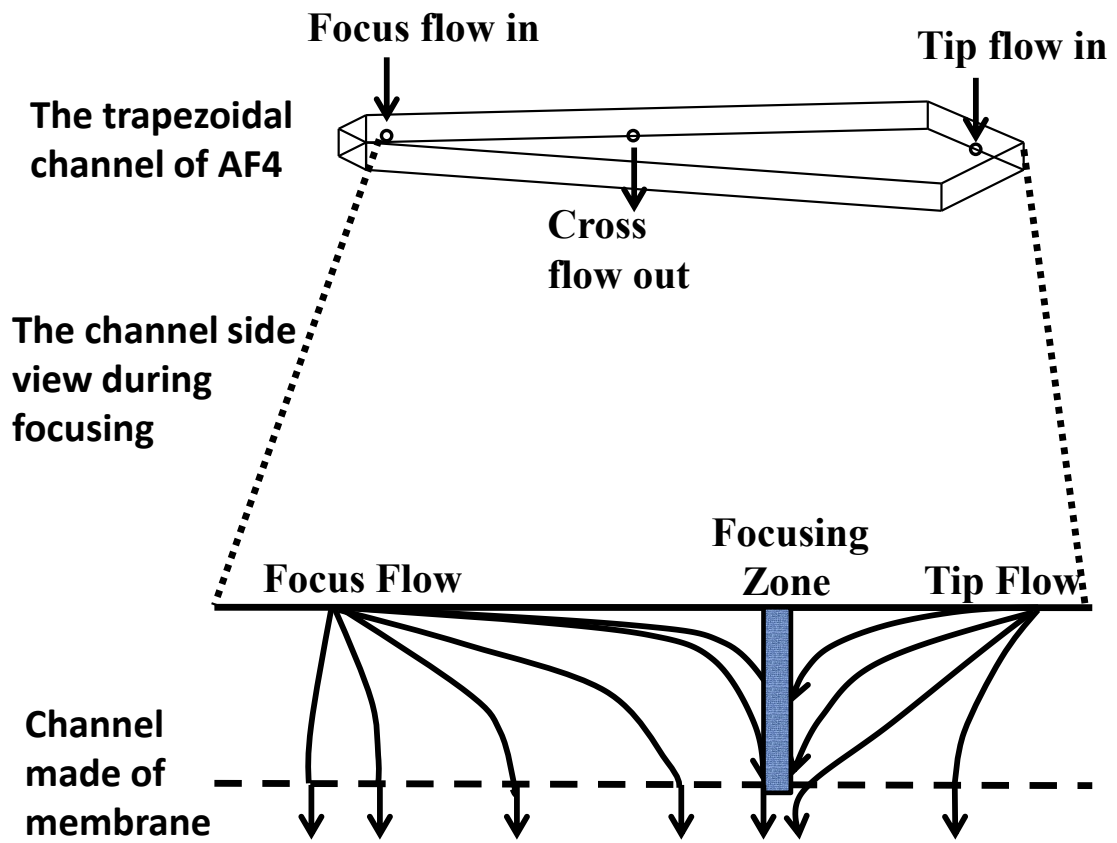 Focus flow in
Tip flow in
The trapezoidal
channel of AF4
Cross
flow out
The channel side
view during
focusing
Focusing
Zone
Focus Flow
Tip Flow
Channel
made of
membrane